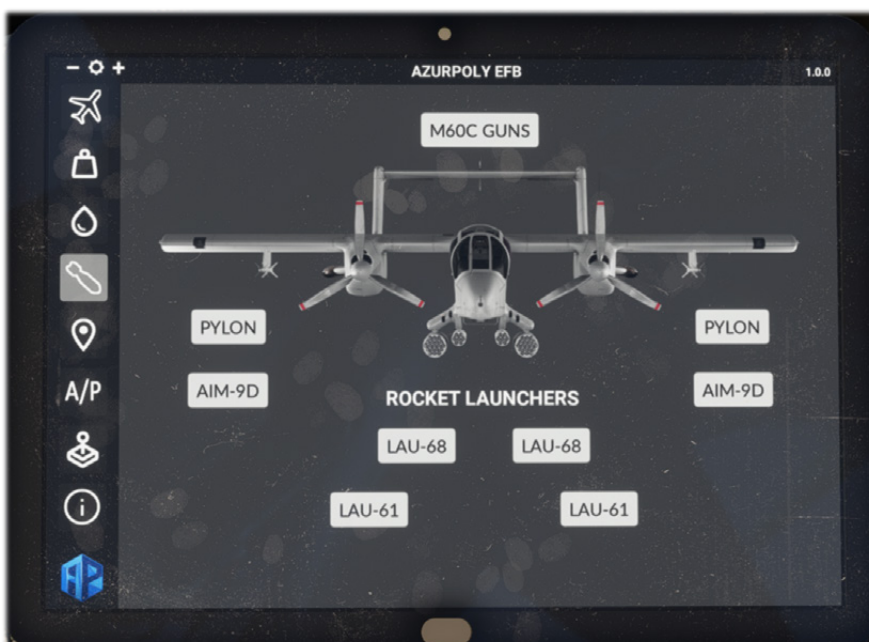 AZURPOLY EFB
1.0.0
M60C GUNS
PYLON
PYLON
A/P
AIM-9D
AIM-9D
ROCKET LAUNCHERS
LAU-68
LAU-68
LAU-61
LAU-61
i
AP